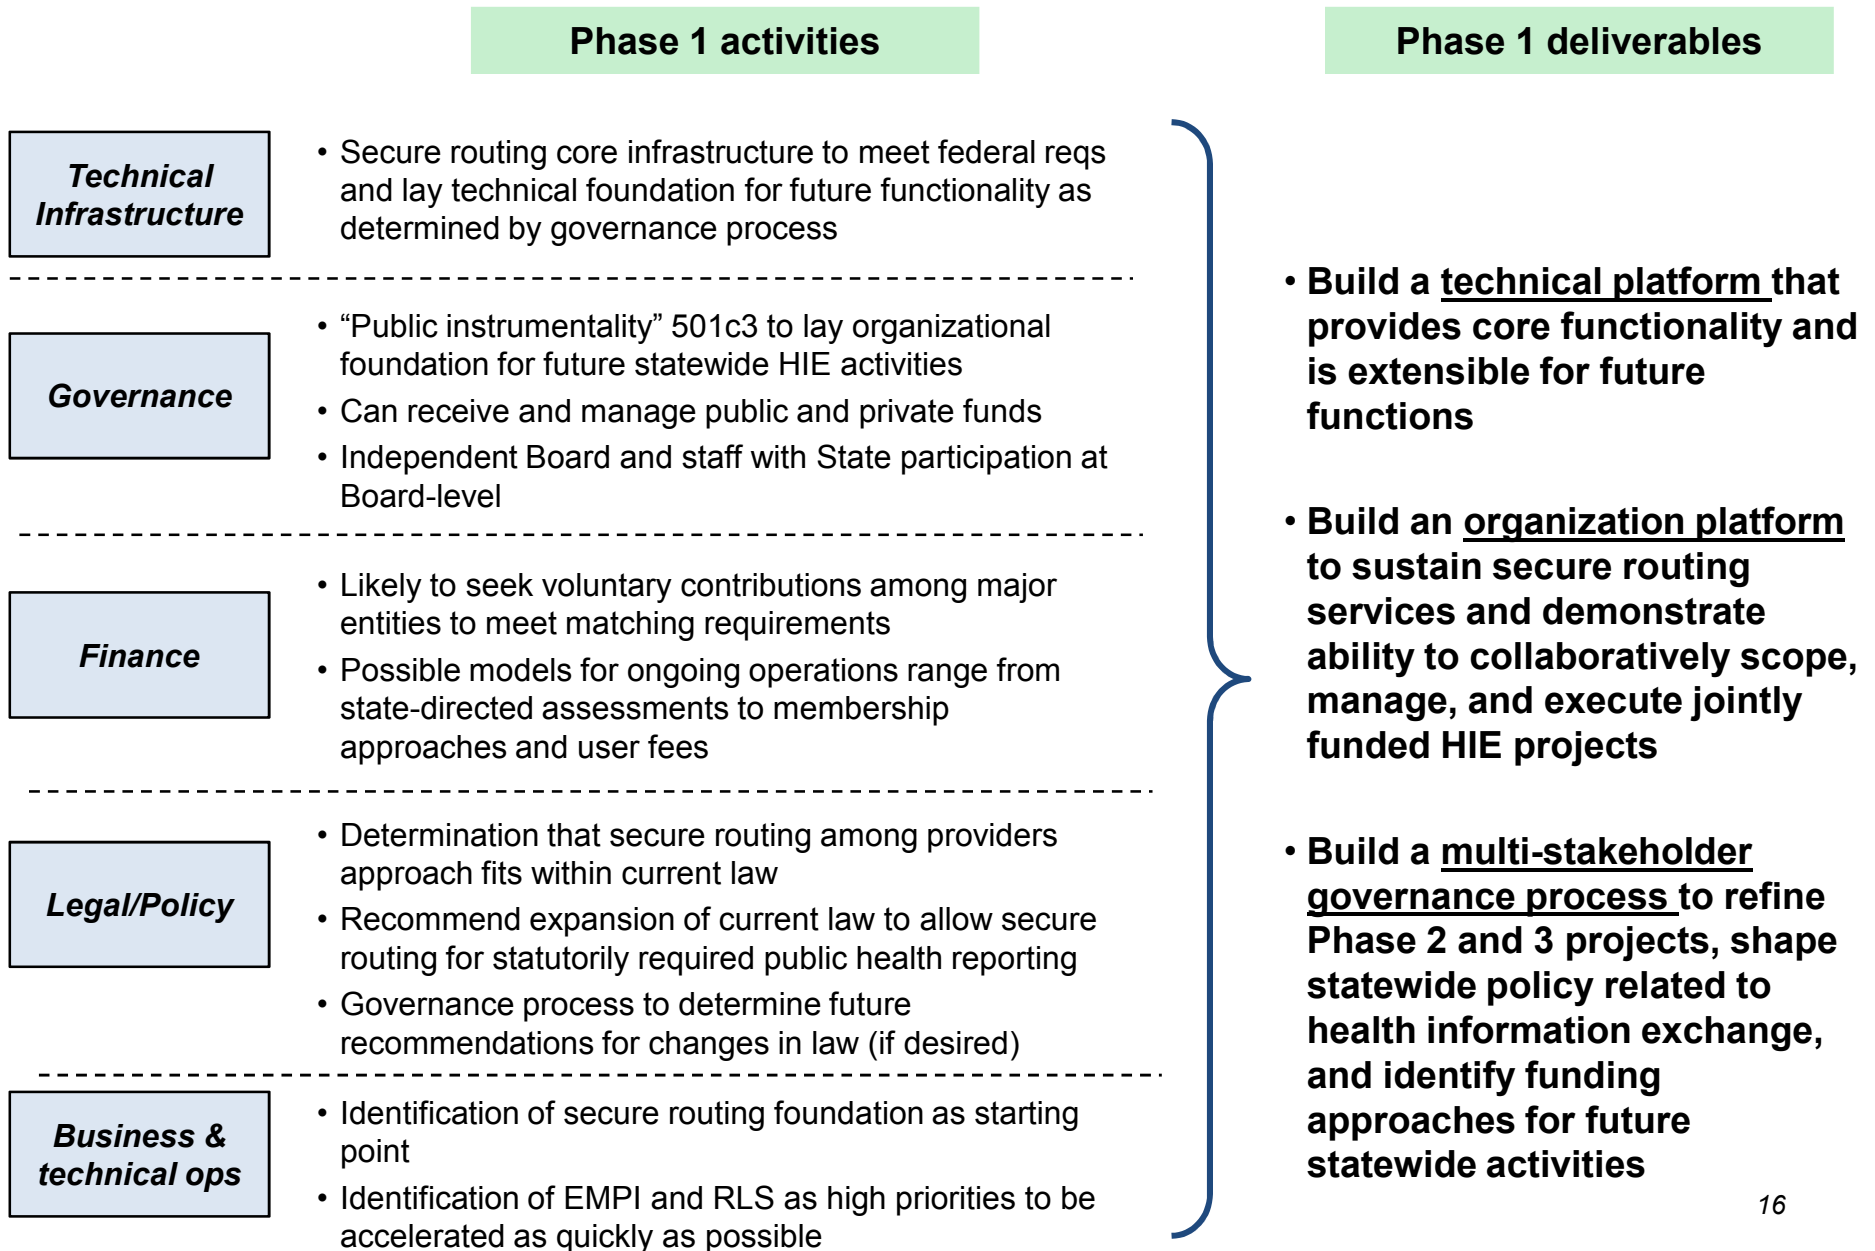 Phase 1 activities
Phase 1 deliverables
Technical
Infrastructure
• Secure routing core infrastructure to meet federal reqs
and lay technical foundation for future functionality as
determined by governance process
Governance
• “Public instrumentality” 501c3 to lay organizational
foundation for future statewide HIE activities
• Can receive and manage public and private funds
• Independent Board and staff with State participation at
Board-level
Finance
• Likely to seek voluntary contributions among major
entities to meet matching requirements
• Possible models for ongoing operations range from
state-directed assessments to membership
approaches and user fees
Legal/Policy
• Determination that secure routing among providers
approach fits within current law
• Recommend expansion of current law to allow secure
routing for statutorily required public health reporting
• Governance process to determine future
recommendations for changes in law (if desired)
Business &
technical ops
• Identification of secure routing foundation as starting
point
• Identification of EMPI and RLS as high priorities to be
accelerated as quickly as possible
• Build a technical platform that
provides core functionality and
is extensible for future
functions
• Build an organization platform
to sustain secure routing
services and demonstrate
ability to collaboratively scope,
manage, and execute jointly
funded HIE projects
• Build a multi-stakeholder
governance process to refine
Phase 2 and 3 projects, shape
statewide policy related to
health information exchange,
and identify funding
approaches for future
statewide activities
16